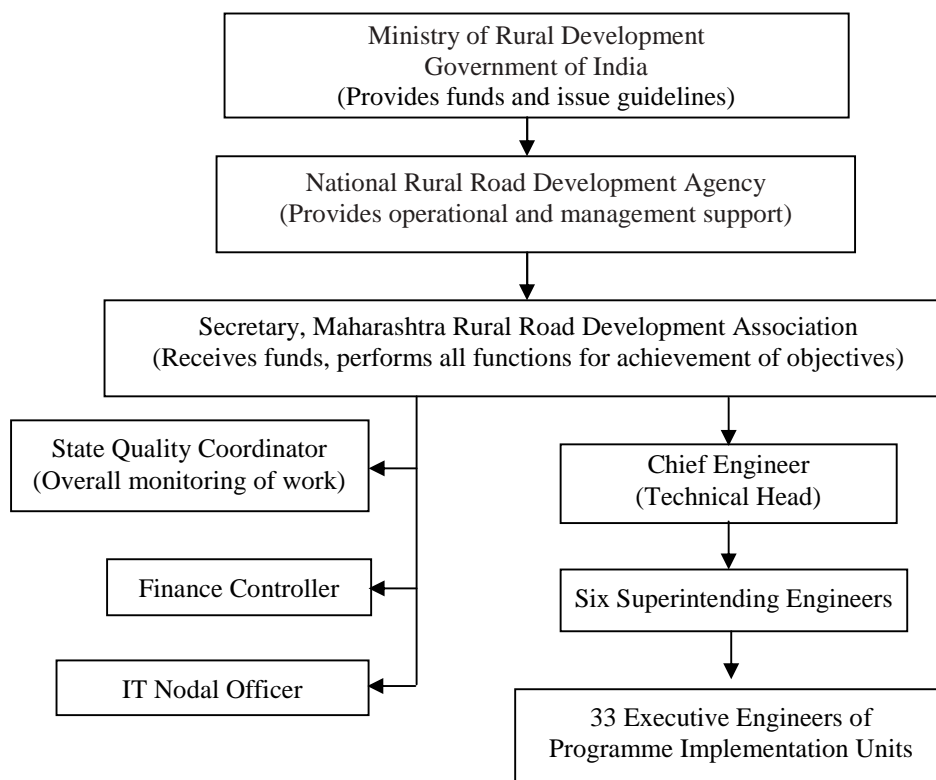 Ministry of Rural Development
Government of India
(Provides funds and issue guidelines)
National Rural Road Development Agency
(Provides operational and management support)
Secretary, Maharashtra Rural Road Development Association
(Receives funds, performs all functions for achievement of objectives)
State Quality Coordinator
(Overall monitoring of work)
Chief Engineer
(Technical Head)
Finance Controller
Six Superintending Engineers
IT Nodal Officer
33 Executive Engineers of
Programme Implementation Units